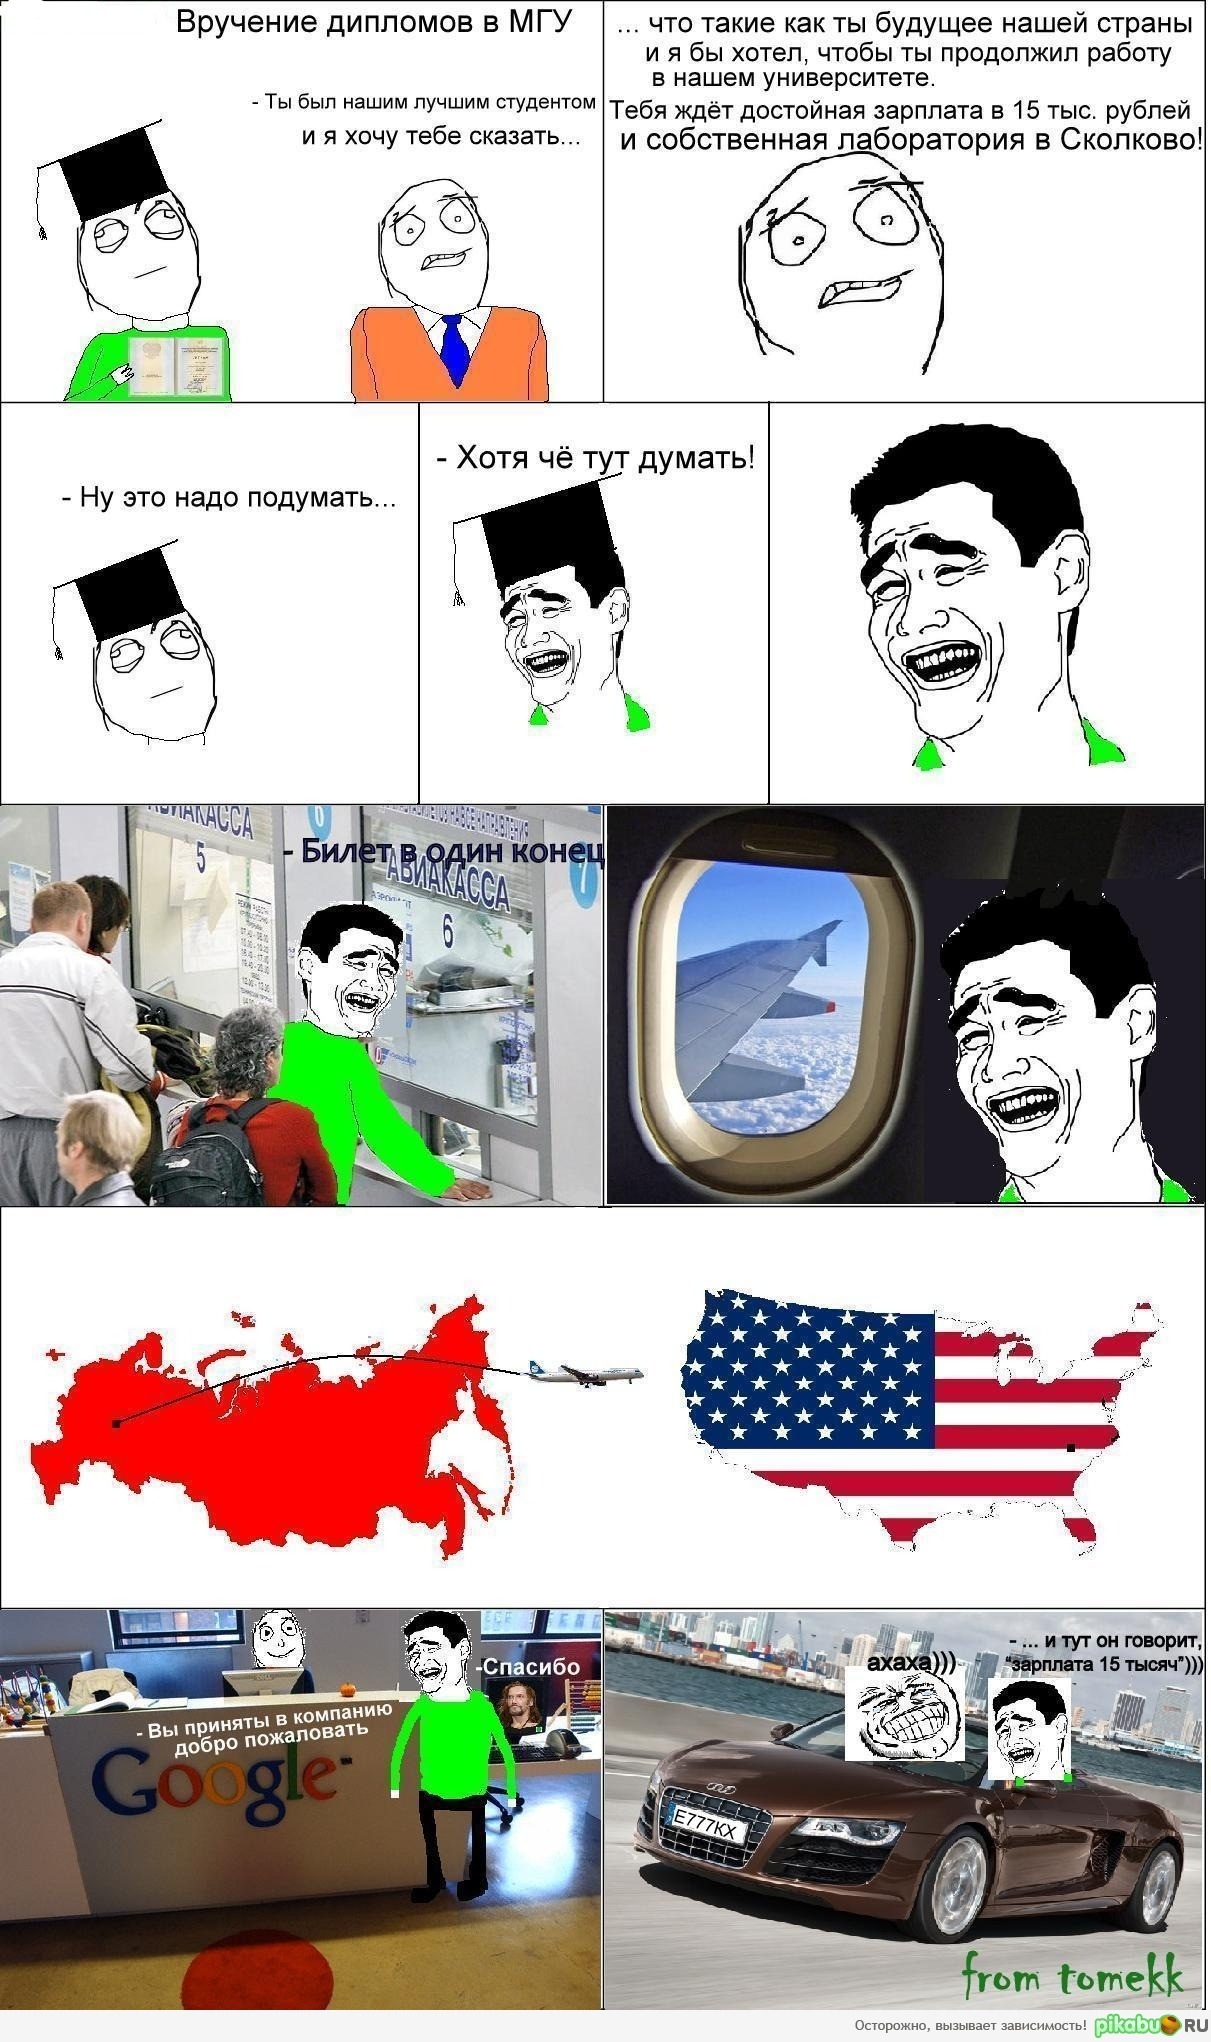 Вручение дипломов в МГУ
- Ты был нашим лучшим студентом
и я хочу тебе сказать...
... что такие как ты будущее нашей страны
и я бы хотел, чтобы ты продолжил работу
в нашем университете.
Тебя ждёт достойная зарплата в 15 тыс. рублей
и собственная лаборатория в Сколково!
- Ну это надо подумать...
- Хотя чё тут думать!
АВИАКАССА
5
6
- Билет в один конец
АВИАКАССА
6
7
- Вы приняты в компанию
добро пожаловать
Google
-Спасибо
ахаха)))
- ... и тут он говорит,
"зарплата 15 тысяч")))
E777KX
from tomekk
Осторожно, вызывает зависимость! pikabu RU